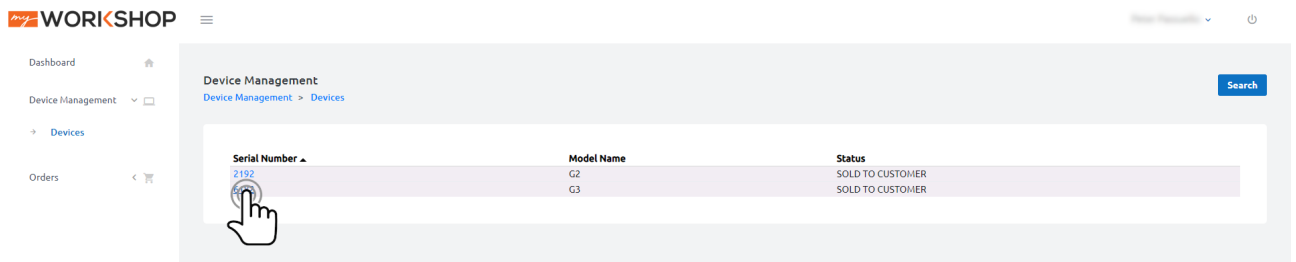 my WORKSHOP
Dashboard
Device Management
Devices
Orders
Device Management
Device Management > Devices
Search
Serial Number Model Name Status
2192 G2 SOLD TO CUSTOMER
G3 SOLD TO CUSTOMER